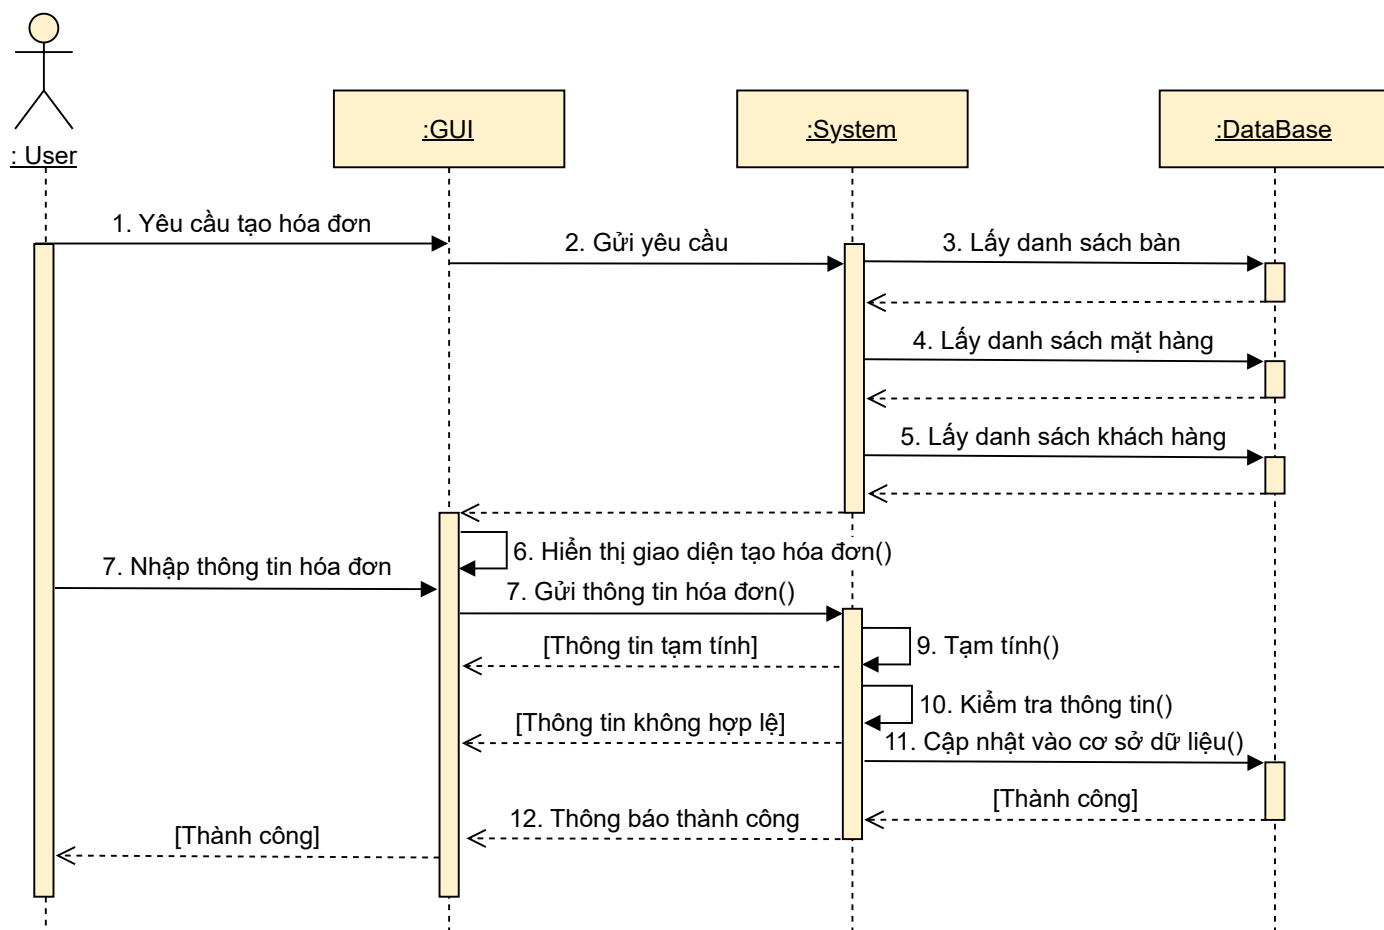 : User
:GUI
:System
:DataBase
1. Yêu cầu tạo hóa đơn
2. Gửi yêu cầu
3. Lấy danh sách bàn
4. Lấy danh sách mặt hàng
5. Lấy danh sách khách hàng
6. Hiển thị giao diện tạo hóa đơn()
7. Nhập thông tin hóa đơn
7. Gửi thông tin hóa đơn()
[Thông tin tạm tính]
9. Tạm tính()
10. Kiểm tra thông tin()
[Thông tin không hợp lệ]
11. Cập nhật vào cơ sở dữ liệu()
[Thành công]
12. Thông báo thành công
[Thành công]